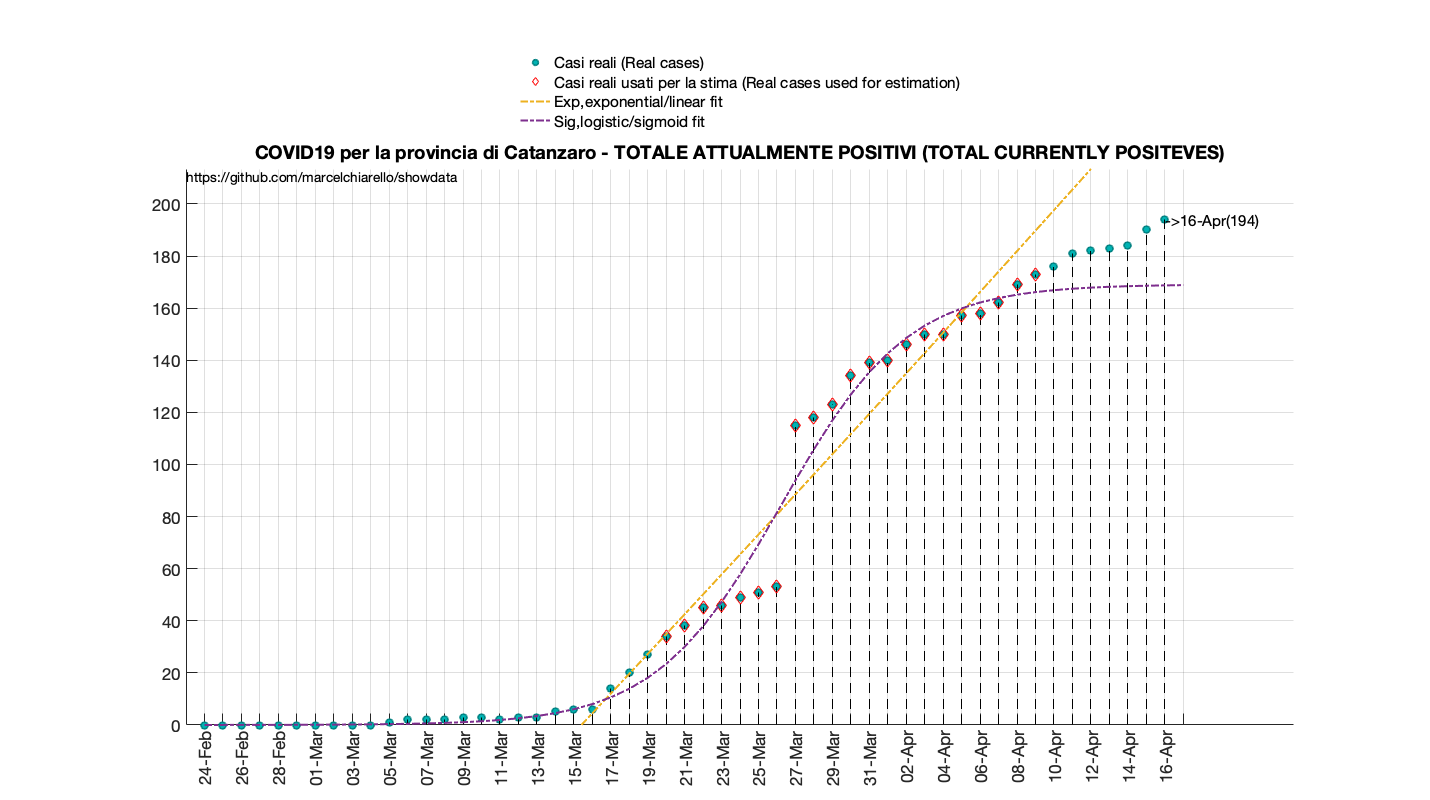 Casi reali (Real cases)
Casi reali usati per la stima (Real cases used for estimation)
Exp,exponential/linear fit
Sig,logistic/sigmoid fit
COVID19 per la provincia di Catanzaro - TOTALE ATTUALMENTE POSITIVI (TOTAL CURRENTLY POSITEVES)
https://github.com/marcelchiarello/showdata
200
->16-Apr(194)
180
160
140
120
100
80
60
40
20
0
24-Feb
26-Feb
28-Feb
01-Mar
03-Mar
05-Mar
07-Mar
09-Mar
11-Mar
13-Mar
15-Mar
17-Mar
19-Mar
21-Mar
23-Mar
25-Mar
27-Mar
29-Mar
31-Mar
02-Apr
04-Apr
06-Apr
08-Apr
10-Apr
12-Apr
14-Apr
16-Apr